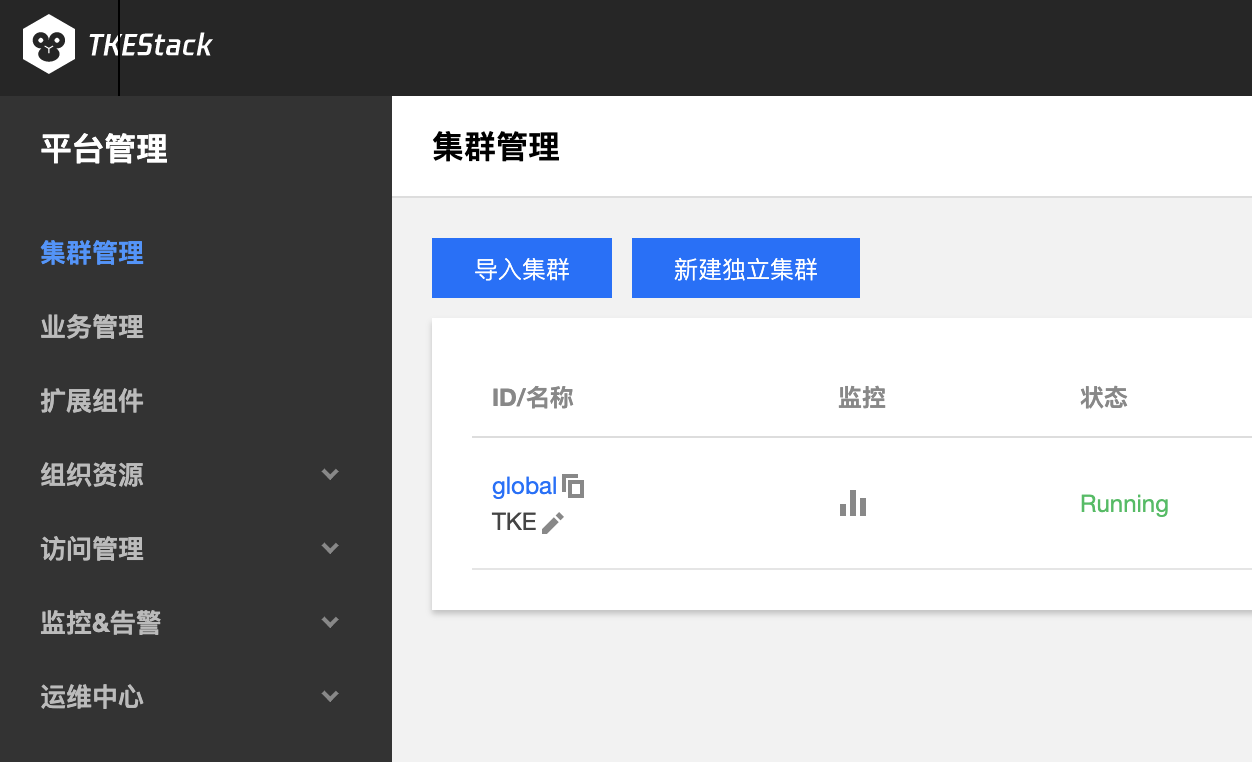 TKEStack
平台管理
集群管理
业务管理
扩展组件
组织资源
访问管理
监控&告警
运维中心
集群管理
导入集群 新建独立集群
ID/名称 监控 状态
global Running
TKE